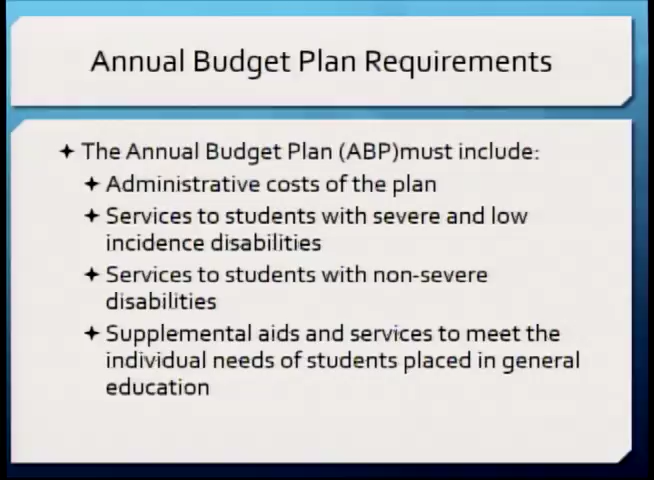 Annual Budget Plan Requirements
The Annual Budget Plan (ABP)must include:
Administrative costs of the plan
Services to students with severe and low
incidence disabilities
Services to students with non-severe
disabilities
Supplemental aids and services to meet the
individual needs of students placed in general
education